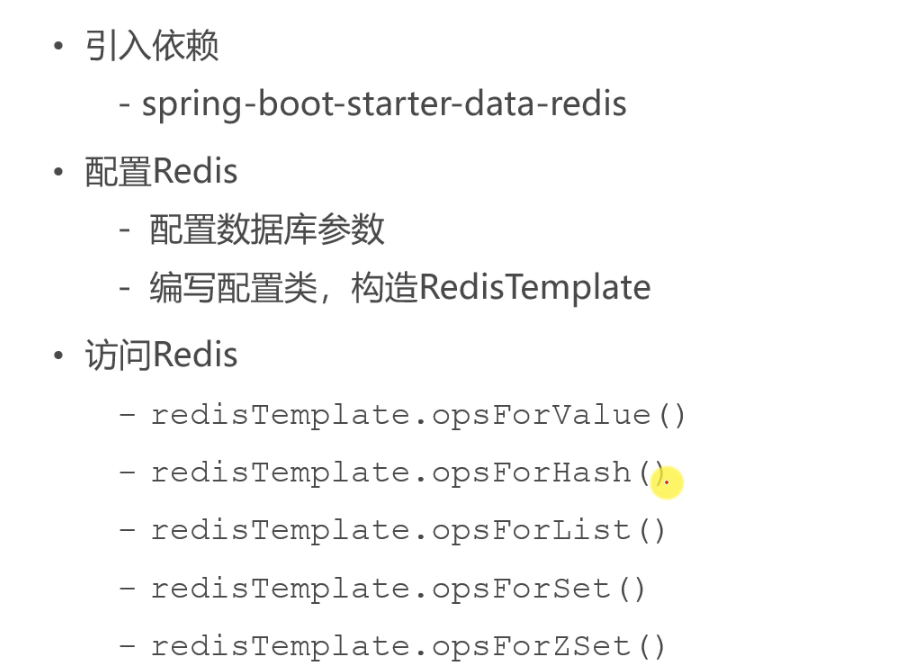 • 引入依赖
- spring-boot-starter-data-redis
• 配置Redis
- 配置数据库参数
- 编写配置类，构造RedisTemplate
• 访问Redis
– redisTemplate.opsForValue()
– redisTemplate.opsForHash()
– redisTemplate.opsForList()
– redisTemplate.opsForSet()
– redisTemplate.opsForZSet()